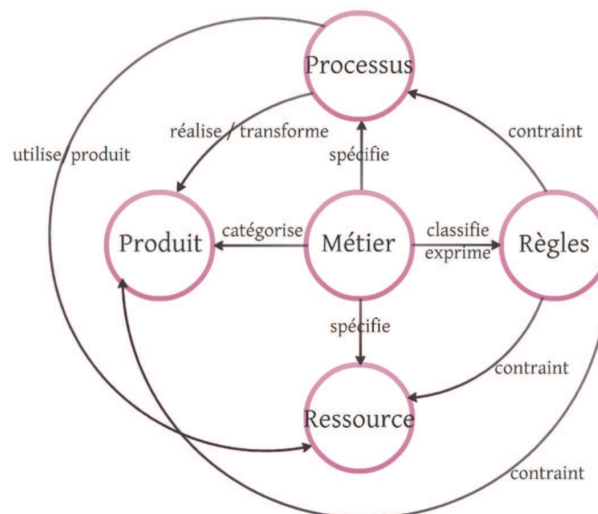 Processus
réalise / transforme
contraint
utilise/produit
spécifie
Produit
catégorise
Métier
classifie
exprime
Règles
spécifie
contraint
Ressource
contraint